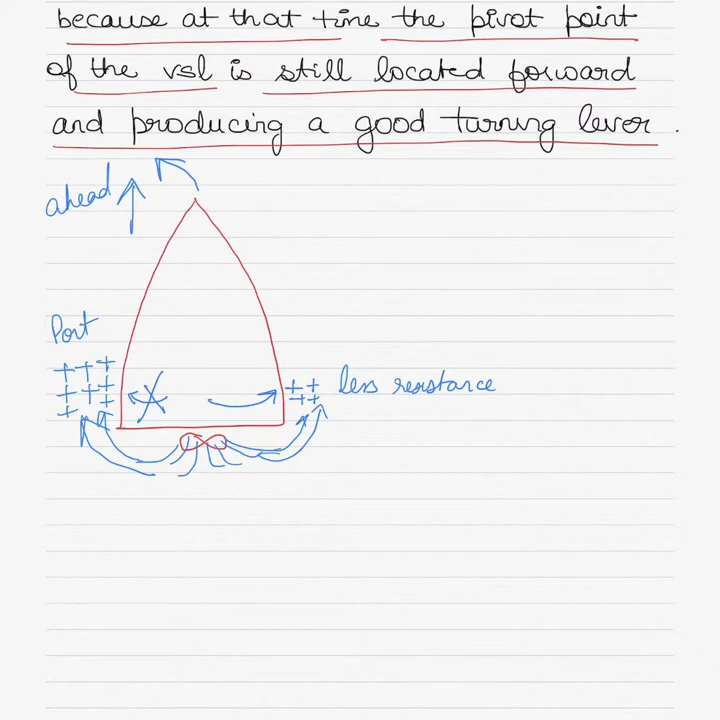 because at that time the pivot point
of the vsl is still located forward
and producing a good turning lever .
ahead
Port
+++
+++
++
++
++
less resistance